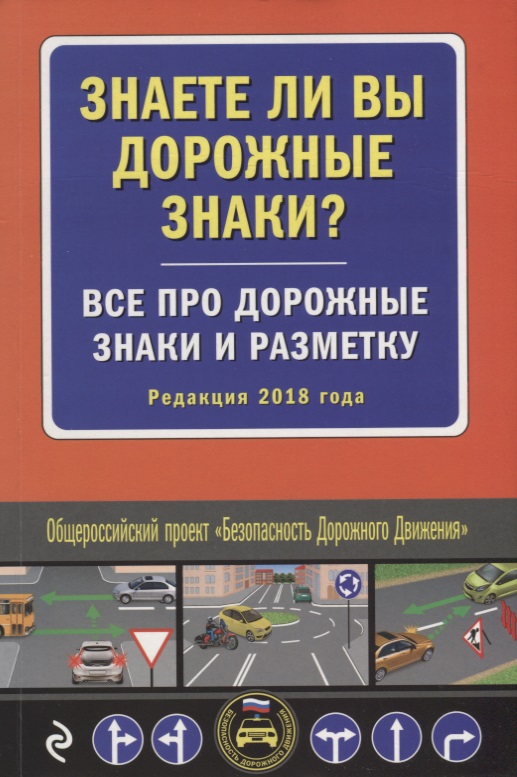 ЗНАЕТЕ ЛИ ВЫ
ДОРОЖНЫЕ
ЗНАКИ?
ВСЕ ПРО ДОРОЖНЫЕ
ЗНАКИ И РАЗМЕТКУ
Редакция 2018 года
Общероссийский проект «Безопасность Дорожного Движения»
БЕЗОПАСНОСТЬ ДОРОЖНОГО ДВИЖЕНИЯ